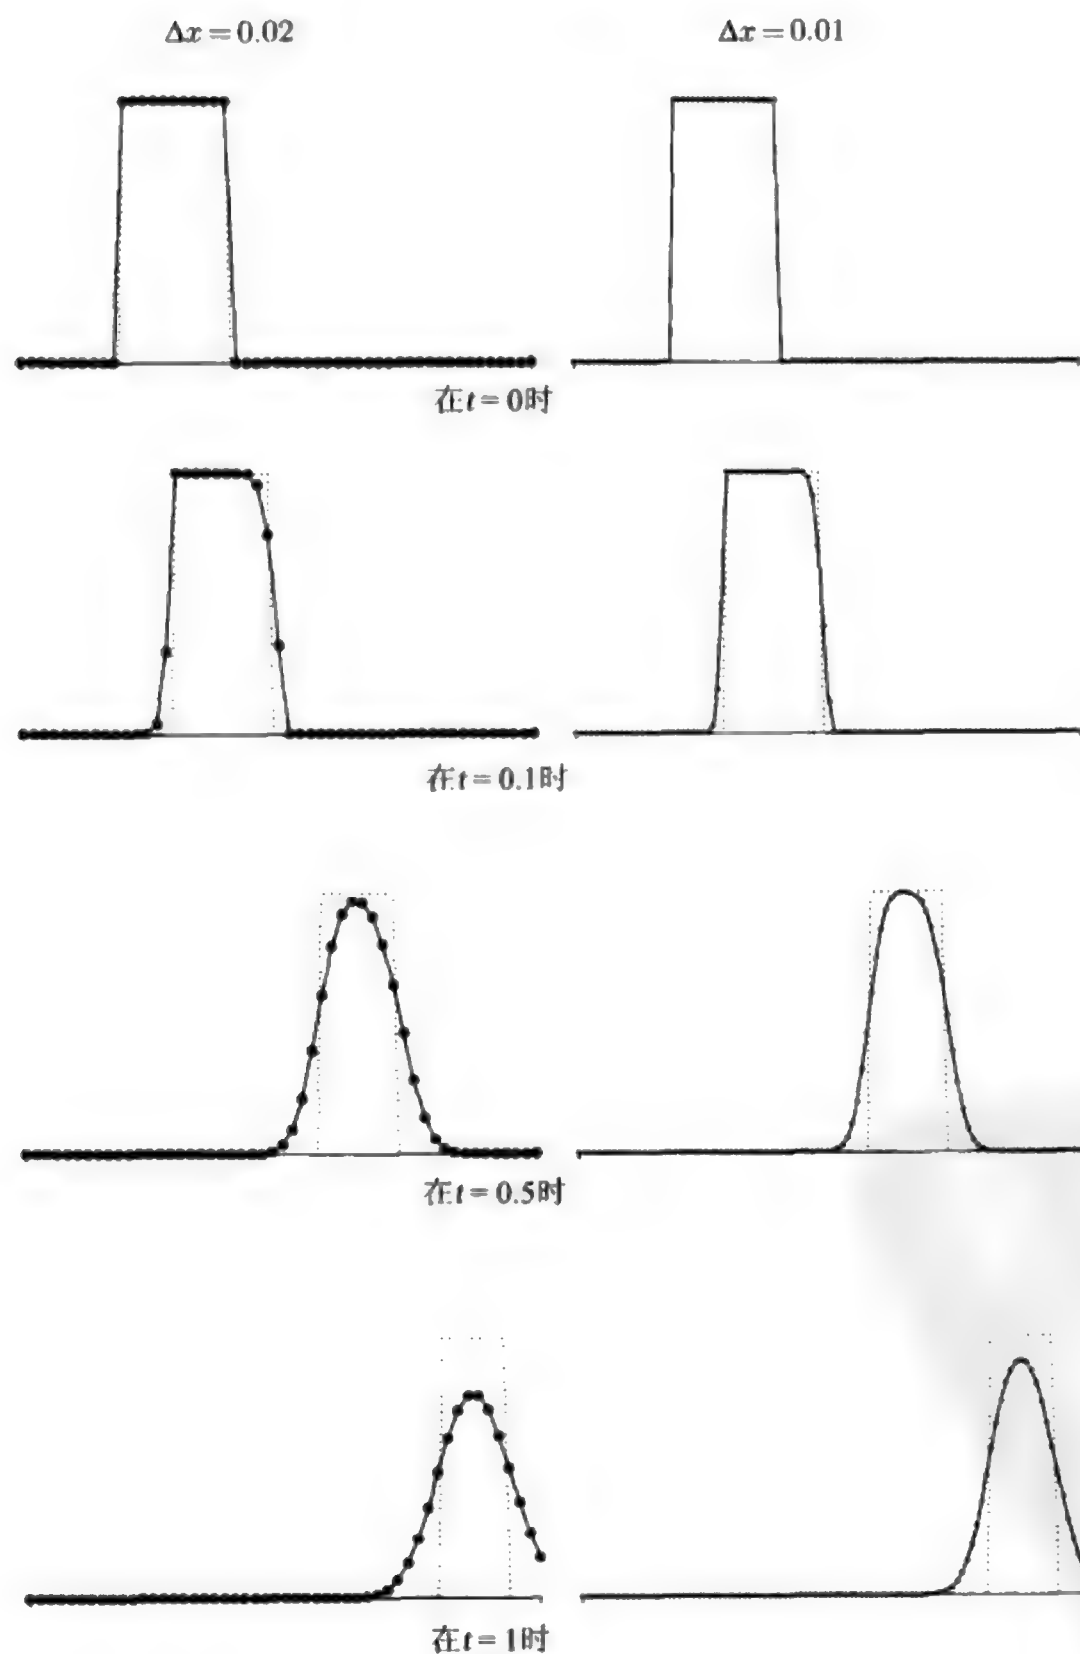 Δx = 0.02
Δx = 0.01
在t = 0时
在t = 0.1时
在t = 0.5时
在t = 1时